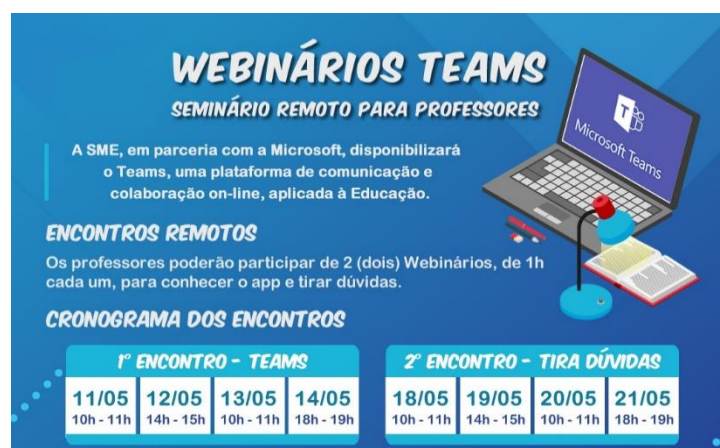 WEBINÁRIOS TEAMS
SEMINÁRIO REMOTO PARA PROFESSORES
A SME, em parceria com a Microsoft, disponibilizará
o Teams, uma plataforma de comunicação e
colaboração on-line, aplicada à Educação.
T
Microsoft Teams
ENCONTROS REMOTOS
Os professores poderão participar de 2 (dois) Webinários, de 1h
cada um, para conhecer o app e tirar dúvidas.
CRONOGRAMA DOS ENCONTROS
1º ENCONTRO - TEAMS
11/05 12/05 13/05 14/05
10h - 11h 14h - 15h 10h - 11h 18h - 19h
2º ENCONTRO - TIRA DÚVIDAS
18/05 19/05 20/05 21/05
10h - 11h 14h - 15h 10h - 11h 18h - 19h